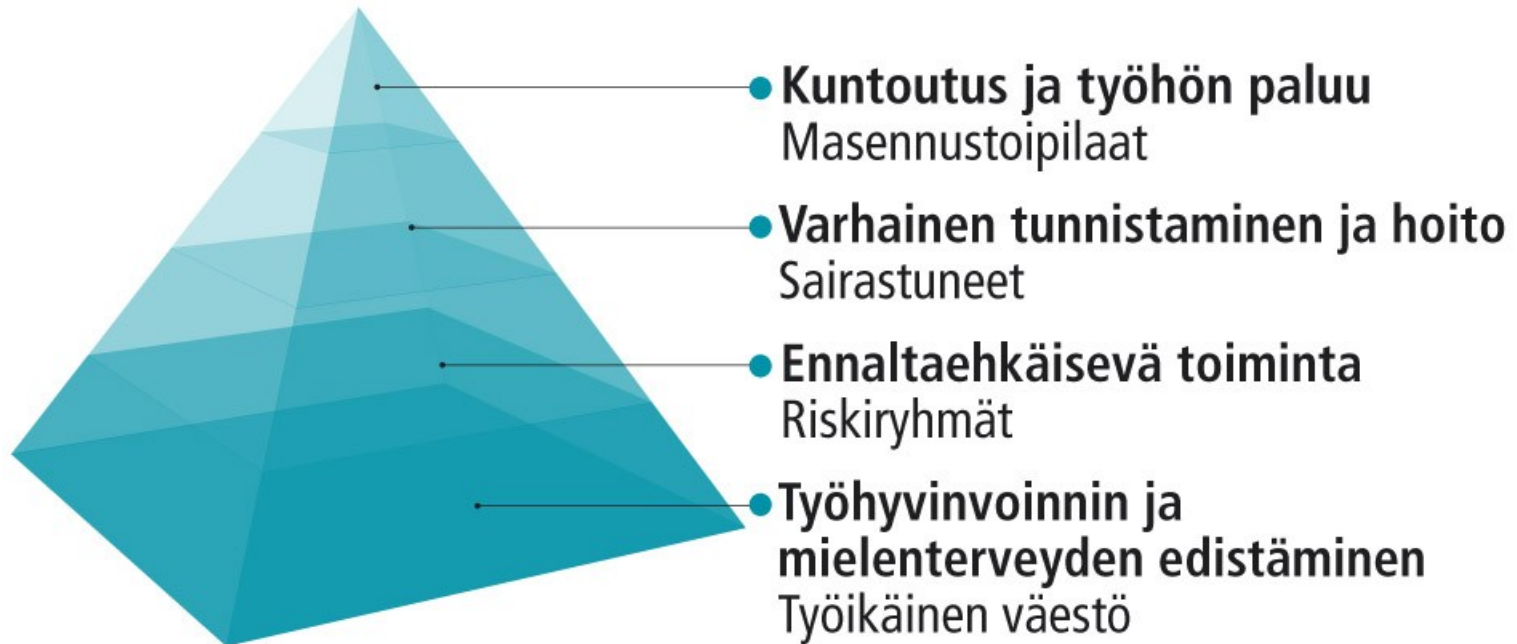 Kuntoutus ja työhön paluu
Masennustoipilaat
Varhainen tunnistaminen ja hoito
Sairastuneet
Ennaltaehkäisevä toiminta
Riskiryhmät
Työhyvinvoinnin ja
mielenterveyden edistäminen
Työikäinen väestö